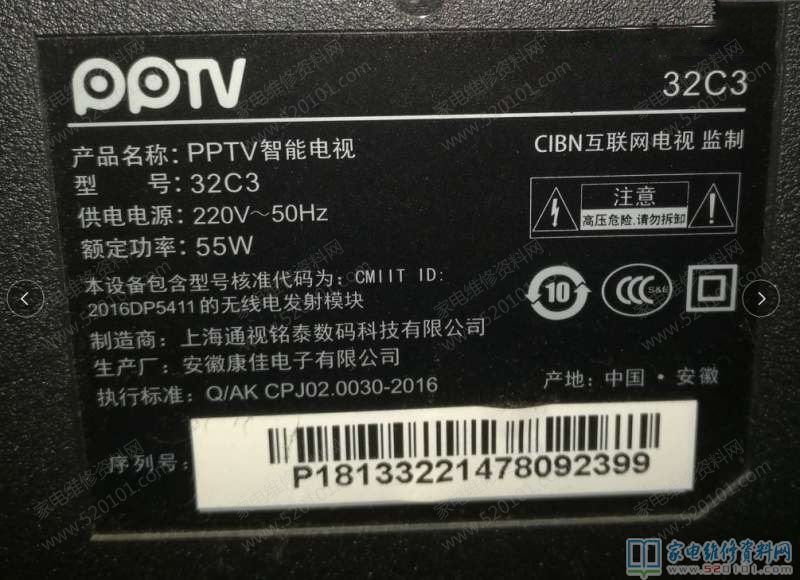 PPTV
32C3
产品名称: PPTV智能电视
CIBN互联网电视 监制
型 号: 32C3
注意
高压危险,请勿拆卸
供电电源: 220V～50Hz
额定功率: 55W
本设备包含型号核准代码为: CMIIT ID:
2016DP5411的无线电发射模块
10
CCC
S&E
制造商: 上海通视铭泰数码科技有限公司
生产厂: 安徽康佳电子有限公司
执行标准: Q/AK CPJ02.0030-2016
产地: 中国·安徽
序列号:
P18133221478092399
家电维修资料网
www.520101.com